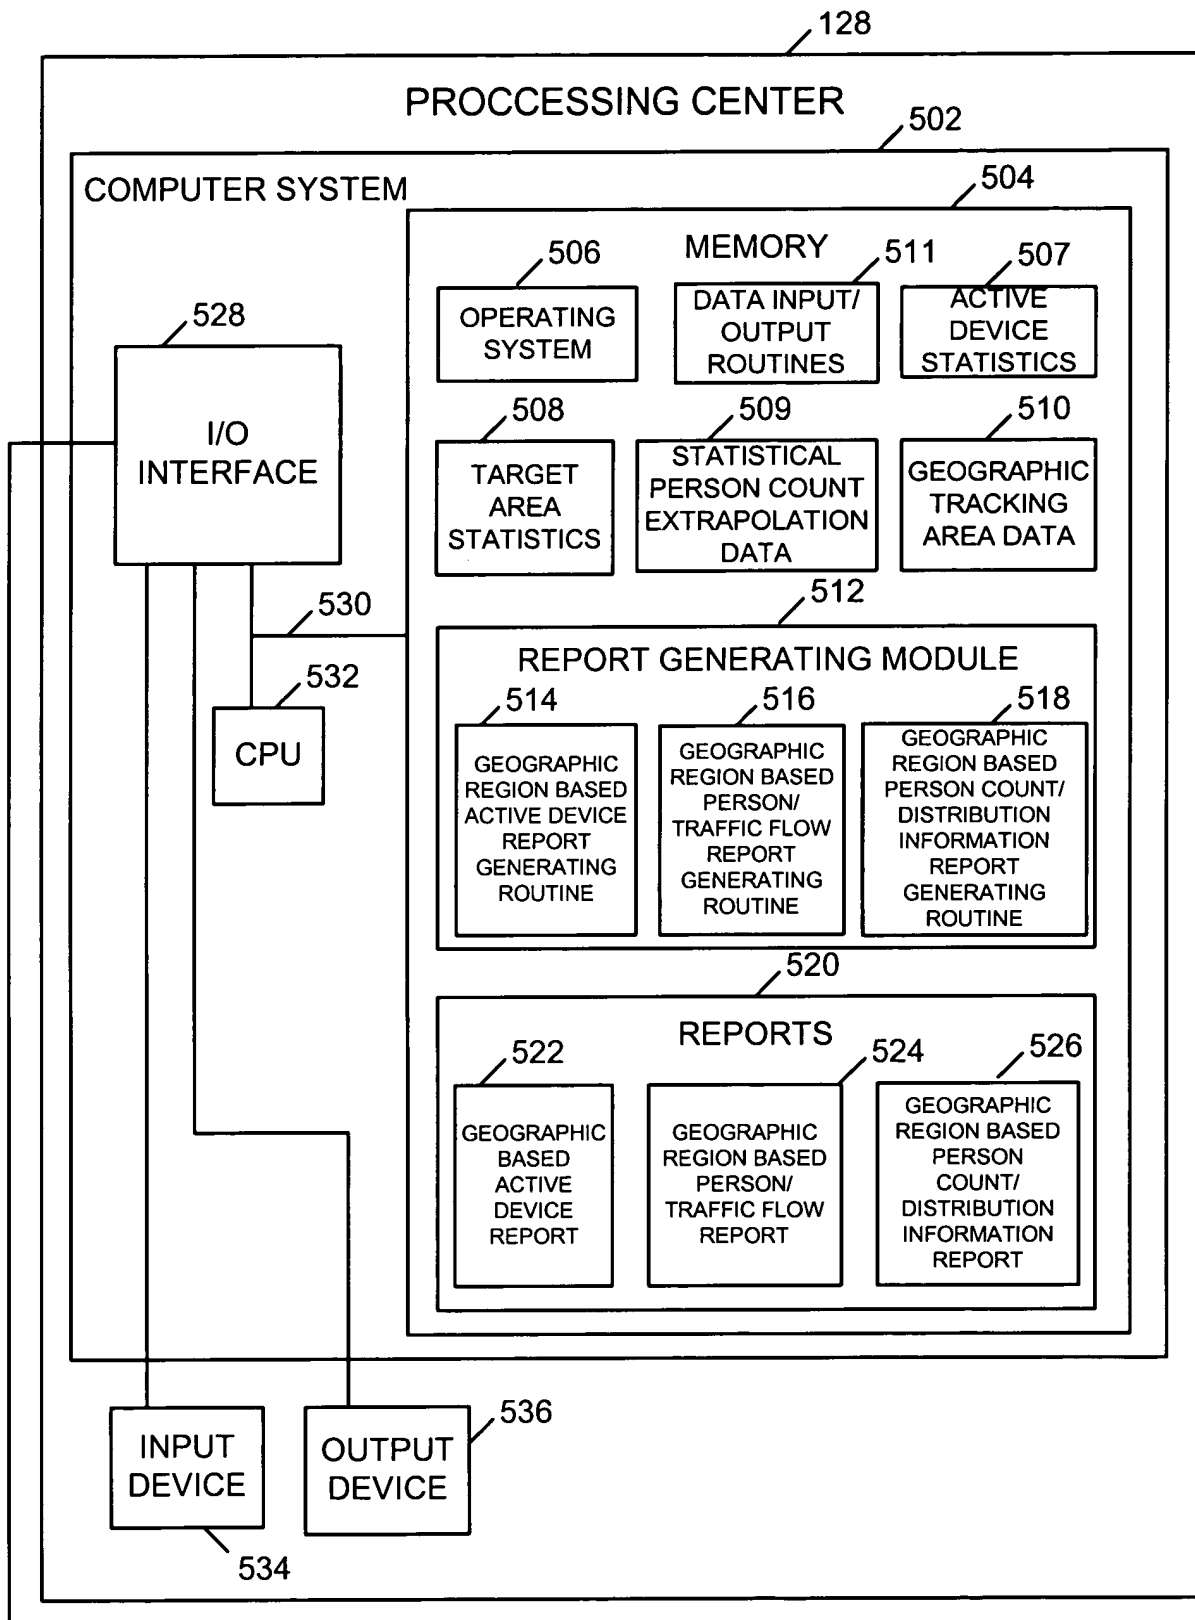 128
PROCCESSING CENTER
502
COMPUTER SYSTEM
504
MEMORY
506
OPERATING
SYSTEM
511
DATA INPUT/
OUTPUT
ROUTINES
507
ACTIVE
DEVICE
STATISTICS
528
I/O
INTERFACE
508
TARGET
AREA
STATISTICS
509
STATISTICAL
PERSON COUNT
EXTRAPOLATION
DATA
510
GEOGRAPHIC
TRACKING
AREA DATA
530
532
CPU
512
REPORT GENERATING MODULE
514
GEOGRAPHIC
REGION BASED
ACTIVE DEVICE
REPORT
GENERATING
ROUTINE
516
GEOGRAPHIC
REGION BASED
PERSON/
TRAFFIC FLOW
REPORT
GENERATING
ROUTINE
518
GEOGRAPHIC
REGION BASED
PERSON COUNT/
DISTRIBUTION
INFORMATION
REPORT
GENERATING
ROUTINE
520
REPORTS
522
GEOGRAPHIC
BASED
ACTIVE
DEVICE
REPORT
524
GEOGRAPHIC
REGION BASED
PERSON/
TRAFFIC FLOW
REPORT
526
GEOGRAPHIC
REGION BASED
PERSON
COUNT/
DISTRIBUTION
INFORMATION
REPORT
INPUT
DEVICE
534
OUTPUT
DEVICE
536